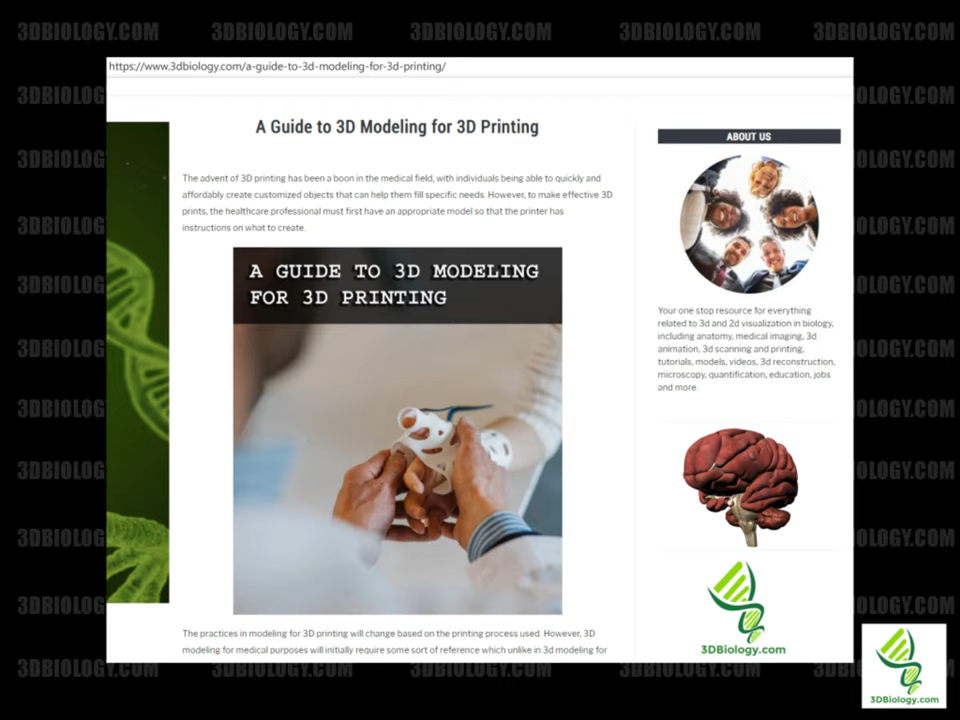 3DBIOLOGY.COM 3DBIOLOGY.COM 3DBIOLOGY.COM 3DBIOLOGY.COM 3DBIOLOGY.COM
https://www.3dbiology.com/a-guide-to-3d-modeling-for-3d-printing/
A Guide to 3D Modeling for 3D Printing
The advent of 3D printing has been a boon in the medical field, with individuals being able to quickly and
affordably create customized objects that can help them fill specific needs. However, to make effective 3D
prints, the healthcare professional must first have an appropriate model so that the printer has
instructions on what to create.
A GUIDE TO 3D MODELING
FOR 3D PRINTING
The practices in modeling for 3D printing will change based on the printing process used. However, 3D
modeling for medical purposes will initially require some sort of reference which unlike in 3d modeling for
ABOUT US
Your one stop resource for everything
related to 3d and 2d visualization in biology,
including anatomy, medical imaging, 3d
animation, 3d scanning and printing,
tutorials, models, videos, 3d reconstruction,
microscopy, quantification, education, jobs
and more.
3DBiology.com
3DBiology.com